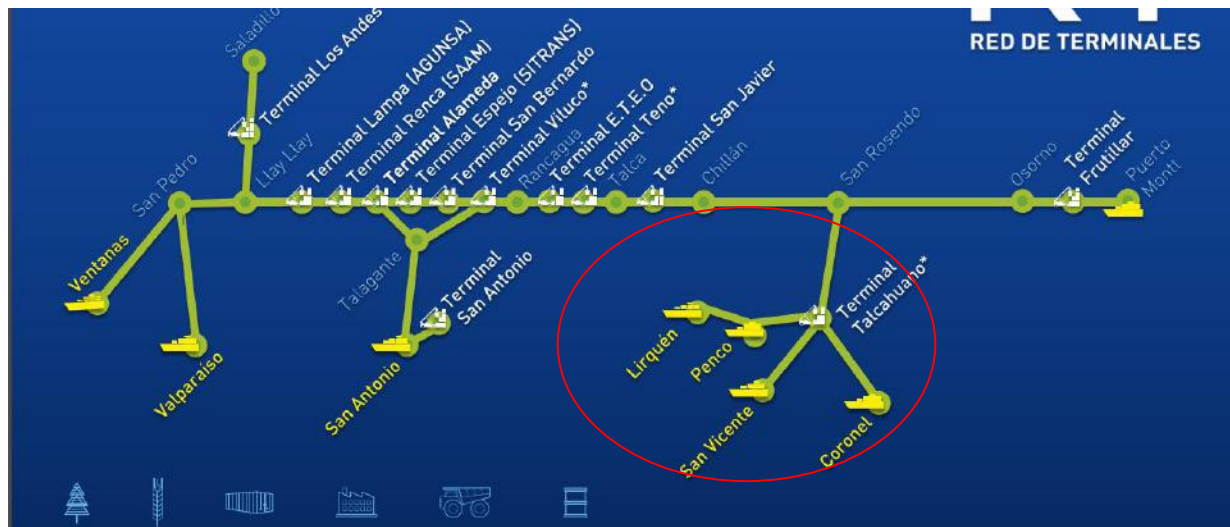 RED DE TERMINALES
Saladillo
Terminal Los Andes
San Pedro
Llay Llay
Terminal Lampa (AGUNSA)
Terminal Renca (SAAM)
Terminal Alameda
Terminal Espejo (SITRANS)
Terminal San Bernardo
Terminal Viluco*
Rancagua
Terminal E.T.E.O
Terminal Teno*
Talca
Terminal San Javier
Chillán
San Rosendo
Osorno
Terminal
Frutillar
Puerto
Montt
Ventanas
Valparaiso
Talagante
Terminal
San Antonio
San Antonio
Lirquén
Penco
Terminal
Talcahuano*
San Vicente
Coronel